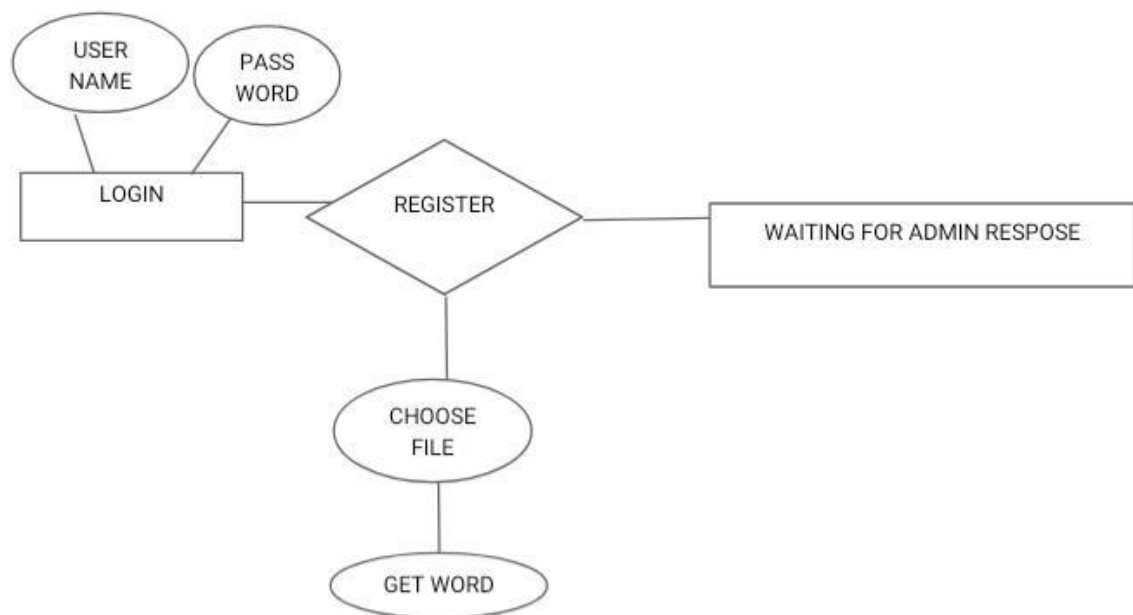 USER
NAME
PASS
WORD
LOGIN
REGISTER
WAITING FOR ADMIN RESPOSE
CHOOSE
FILE
GET WORD